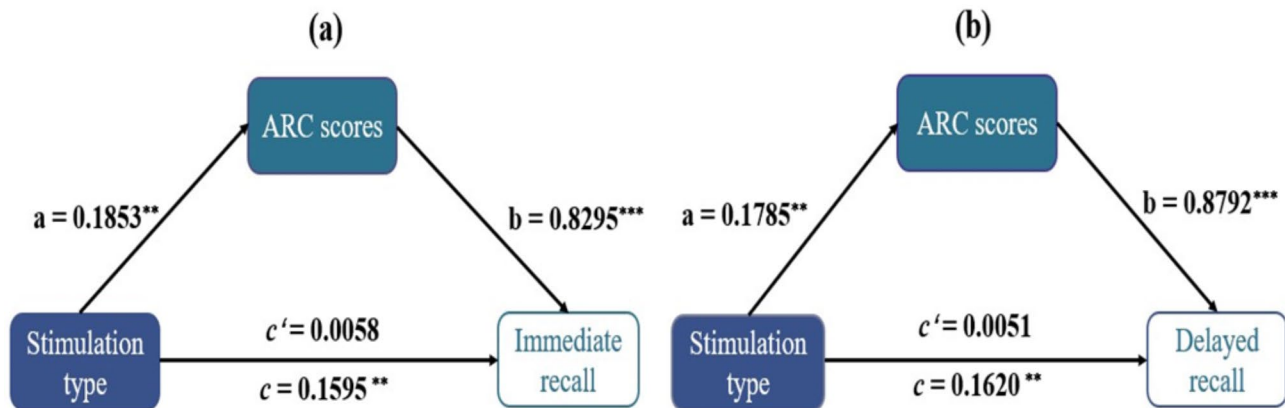 (a)
ARC scores
a = 0.1853**
b = 0.8295***
Stimulation
type
c‘= 0.0058
c = 0.1595 **
Immediate
recall
(b)
ARC scores
a = 0.1785**
b = 0.8792***
Stimulation
type
c‘= 0.0051
c = 0.1620 **
Delayed
recall